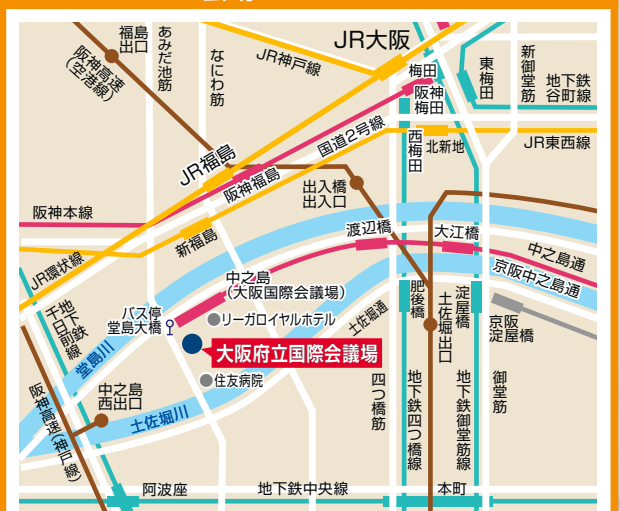 福島
出口
阪神高速
(空港線)
あみだ池筋
なにわ筋
JR神戸線
JR大阪
梅田
阪神
梅田
東梅田
新御堂筋
地下鉄
谷町線
国道2号線
西梅田
北新地
JR東西線
JR福島
阪神福島
出入橋
出入口
阪神本線
新福島
渡辺橋
大江橋
中之島通
京阪中之島通
JR環状線
中之島
(大阪国際会議場)
バス停
堂島大橋
リーガロイヤルホテル
土佐堀通
肥後橋
土佐堀出口
淀屋橋
京阪
淀屋橋
地下鉄
千日前線
堂島川
大阪府立国際会議場
住友病院
阪神高速(神戸線)
中之島
西出口
土佐堀川
四つ橋筋
地下鉄四つ橋線
地下鉄御堂筋線
御堂筋
阿波座
地下鉄中央線
本町